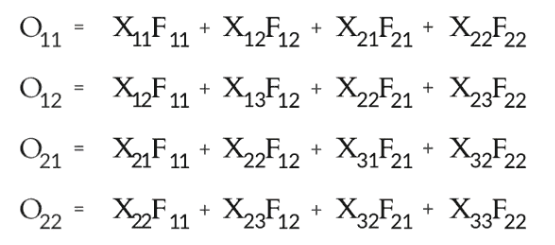 O11 = X11F11 + X12F12 + X21F21 + X22F22
O12 = X12F11 + X13F12 + X22F21 + X23F22
O21 = X21F11 + X22F12 + X31F21 + X32F22
O22 = X22F11 + X23F12 + X32F21 + X33F22